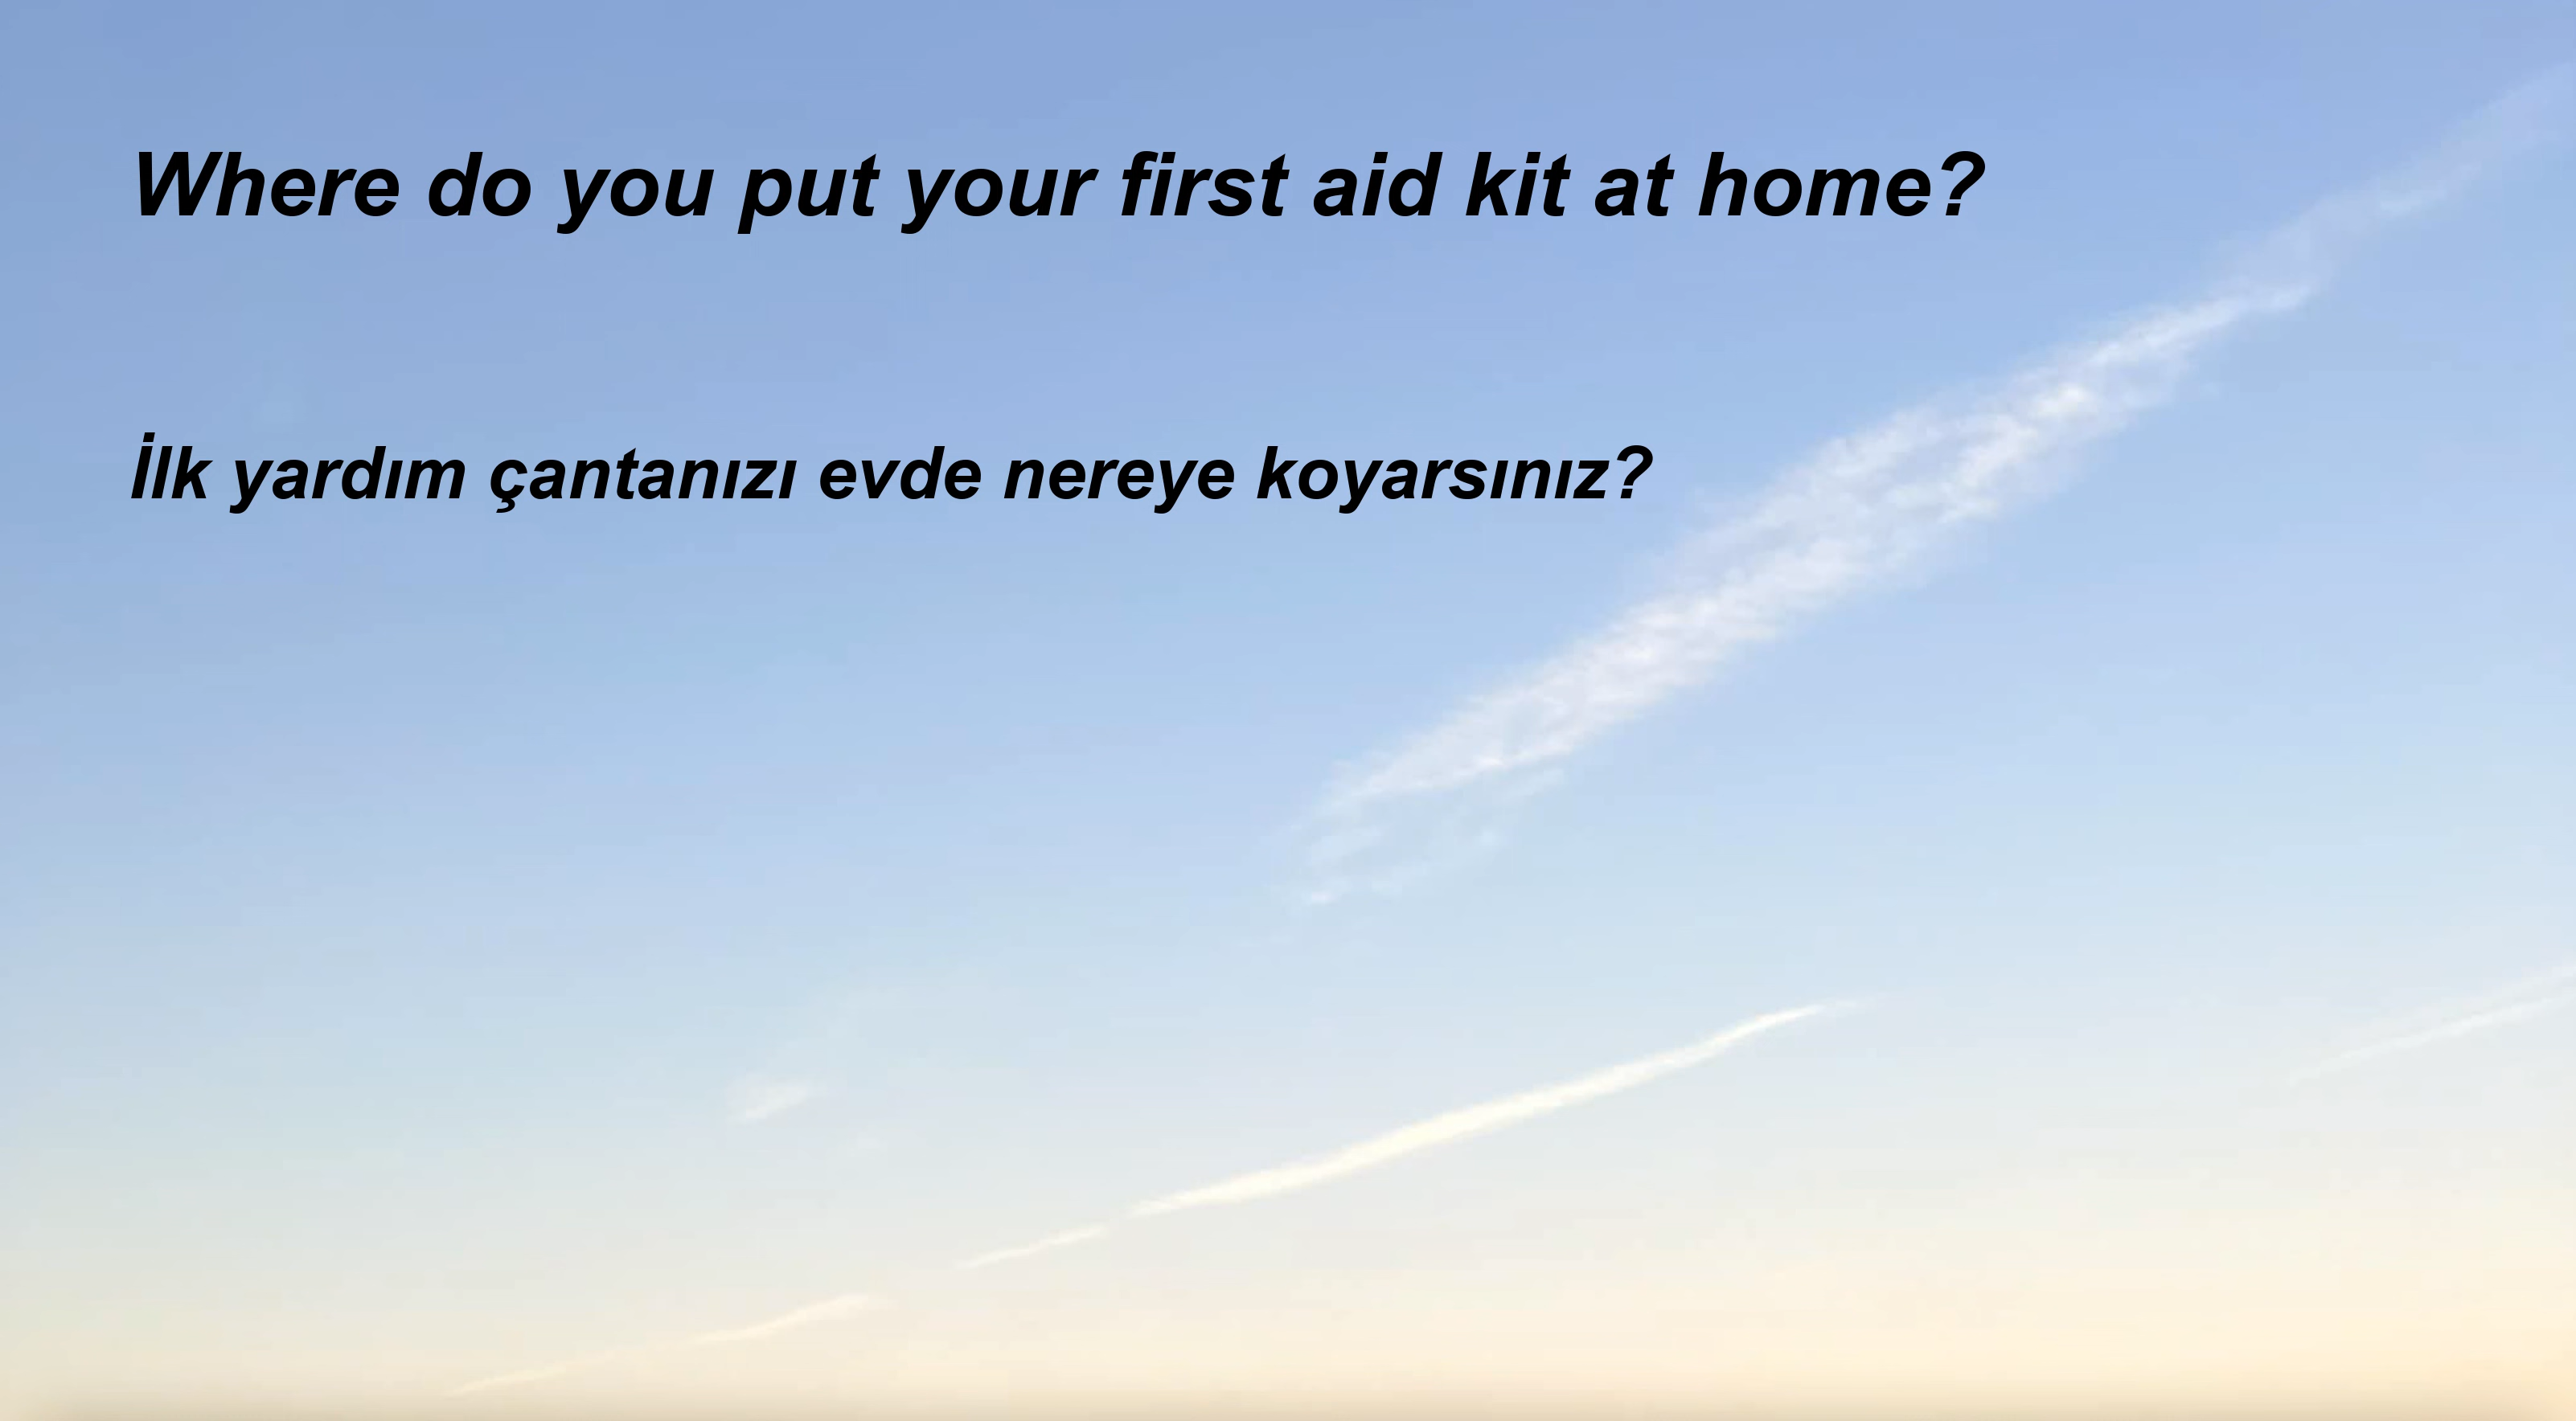 Where do you put your first aid kit at home?
İlk yardım çantanızı evde nereye koyarsınız?